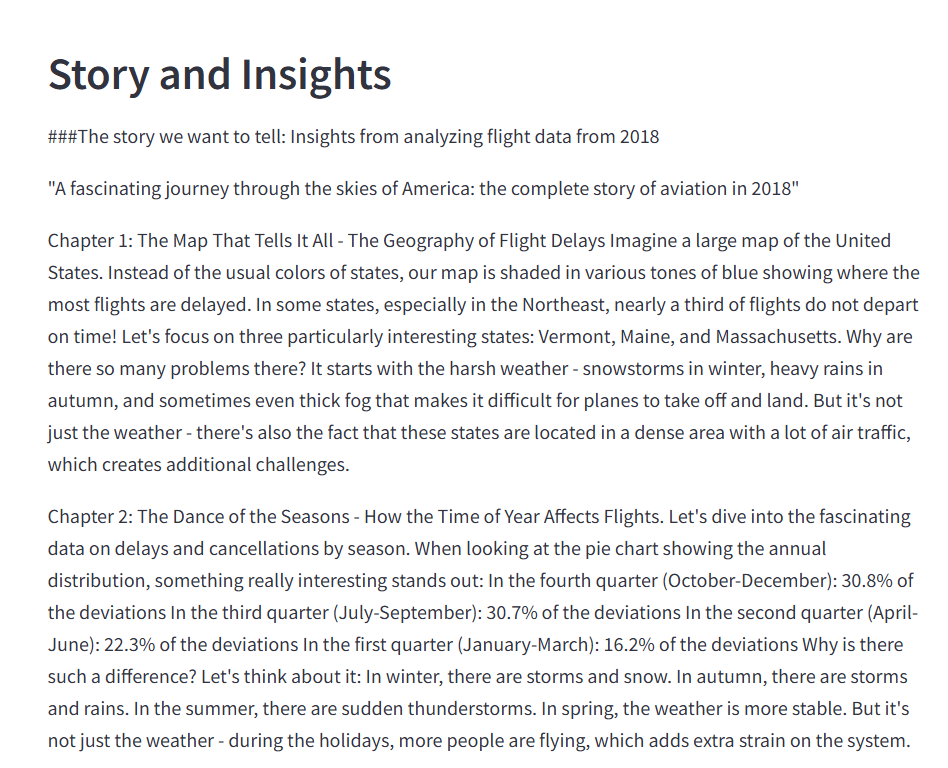 Story and Insights
###The story we want to tell: Insights from analyzing flight data from 2018
"A fascinating journey through the skies of America: the complete story of aviation in 2018"
Chapter 1: The Map That Tells It All - The Geography of Flight Delays Imagine a large map of the United
States. Instead of the usual colors of states, our map is shaded in various tones of blue showing where the
most flights are delayed. In some states, especially in the Northeast, nearly a third of flights do not depart
on time! Let's focus on three particularly interesting states: Vermont, Maine, and Massachusetts. Why are
there so many problems there? It starts with the harsh weather - snowstorms in winter, heavy rains in
autumn, and sometimes even thick fog that makes it difficult for planes to take off and land. But it's not
just the weather - there's also the fact that these states are located in a dense area with a lot of air traffic,
which creates additional challenges.
Chapter 2: The Dance of the Seasons - How the Time of Year Affects Flights. Let's dive into the fascinating
data on delays and cancellations by season. When looking at the pie chart showing the annual
distribution, something really interesting stands out: In the fourth quarter (October-December): 30.8% of
the deviations In the third quarter (July-September): 30.7% of the deviations In the second quarter (April-
June): 22.3% of the deviations In the first quarter (January-March): 16.2% of the deviations Why is there
such a difference? Let's think about it: In winter, there are storms and snow. In autumn, there are storms
and rains. In the summer, there are sudden thunderstorms. In spring, the weather is more stable. But it's
not just the weather - during the holidays, more people are flying, which adds extra strain on the system.